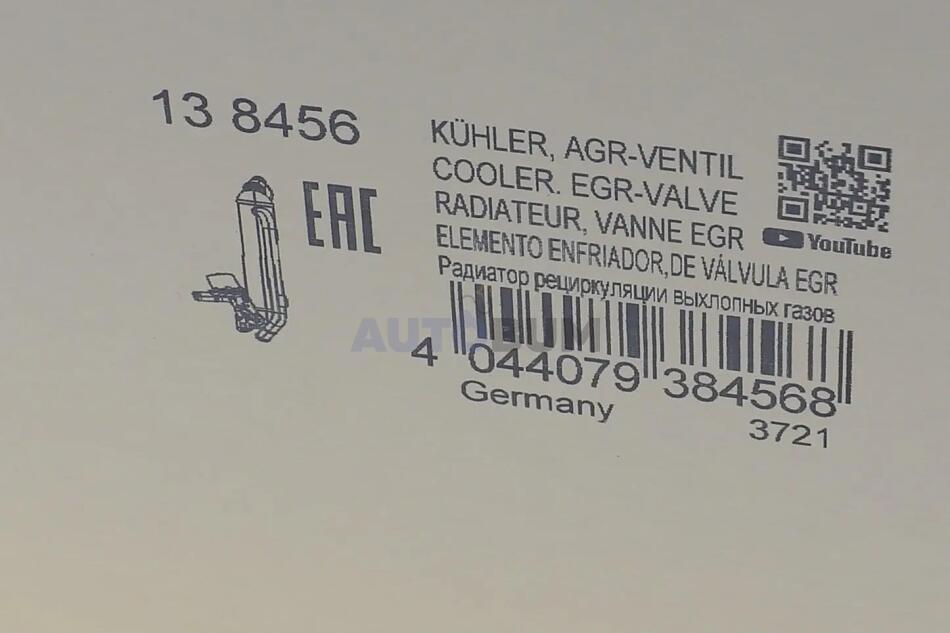 13 8456
EAC
KÜHLER, AGR-VENTIL
COOLER. EGR-VALVE
RADIATEUR, VANNE EGR
ELEMENTO ENFRIADOR,DE VÁLVULA EGR
Радиатор рециркуляции выхлопных газов
YouTube
AUTOBUM
4 044079 384568
Germany
3721